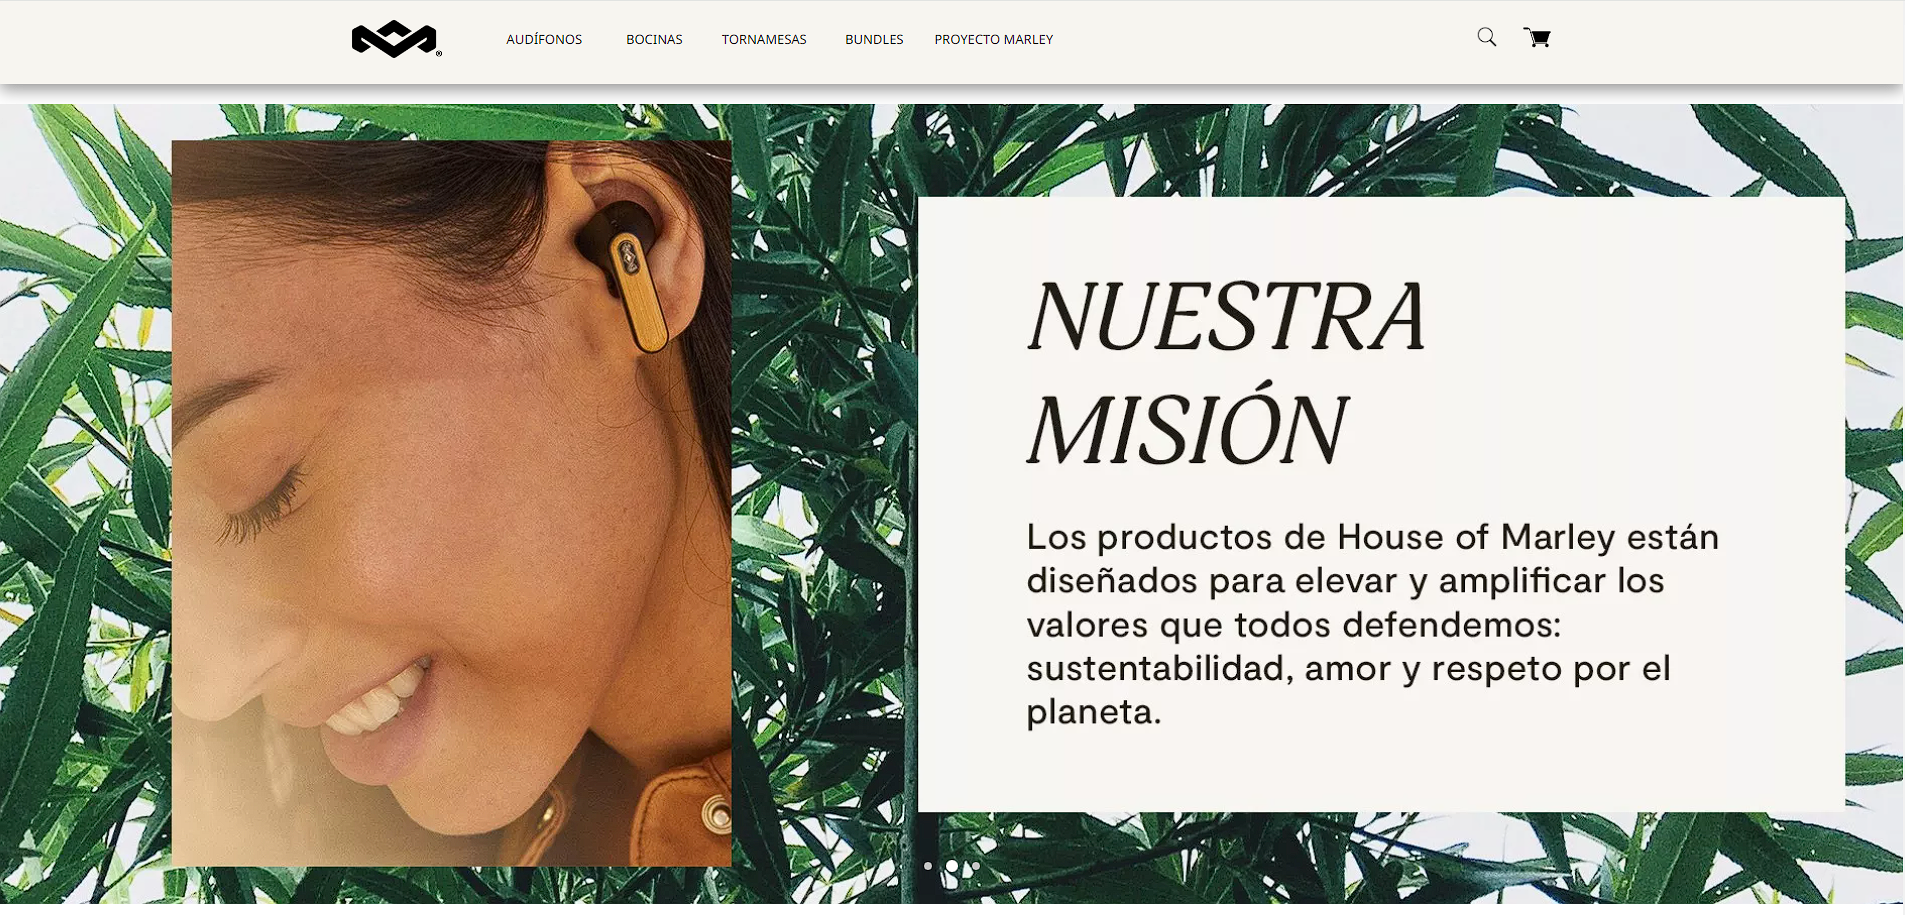 AUDÍFONOS BOCINAS TORNAMESAS BUNDLES PROYECTO MARLEY
NUESTRA
MISIÓN
Los productos de House of Marley están
diseñados para elevar y amplificar los
valores que todos defendemos:
sustentabilidad, amor y respeto por el
planeta.